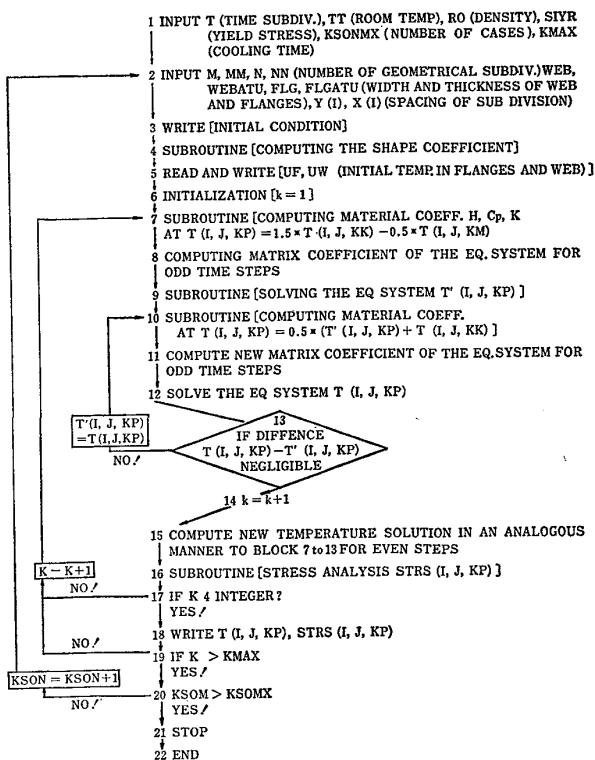 1 INPUT T (TIME SUBDIV.), TT (ROOM TEMP), RO (DENSITY), SIYR
(YIELD STRESS), KSONMX (NUMBER OF CASES), KMAX
(COOLING TIME)
2 INPUT M, MM, N, NN (NUMBER OF GEOMETRICAL SUBDIV.) WEB,
WEBATU, FLG, FLGATU (WIDTH AND THICKNESS OF WEB
AND FLANGES), Y (I), X (I) (SPACING OF SUB DIVISION)
3 WRITE [INITIAL CONDITION]
4 SUBROUTINE [COMPUTING THE SHAPE COEFFICIENT]
5 READ AND WRITE [UF, UW (INITIAL TEMP. IN FLANGES AND WEB)]
6 INITIALIZATION [k = 1]
7 SUBROUTINE [COMPUTING MATERIAL COEFF. H, Cp, K
AT T (I, J, KP) = 1.5 * T (I, J, KK) - 0.5 * T (I, J, KM)
8 COMPUTING MATRIX COEFFICIENT OF THE EQ. SYSTEM FOR
ODD TIME STEPS
9 SUBROUTINE [SOLVING THE EQ SYSTEM T' (I, J, KP)]
10 SUBROUTINE [COMPUTING MATERIAL COEFF.
AT T (I, J, KP) = 0.5 * (T' (I, J, KP) + T (I, J, KK)]
11 COMPUTE NEW MATRIX COEFFICIENT OF THE EQ. SYSTEM FOR
ODD TIME STEPS
12 SOLVE THE EQ SYSTEM T (I, J, KP)
T'(I, J, KP)
= T(I,J,KP)
NO!
13
IF DIFFENCE
T (I, J, KP) - T' (I, J, KP)
NEGLIGIBLE
14 k = k+1
15 COMPUTE NEW TEMPERATURE SOLUTION IN AN ANALOGOUS
MANNER TO BLOCK 7 to 13 FOR EVEN STEPS
K - K+1
16 SUBROUTINE [STRESS ANALYSIS STRS (I, J, KP)]
NO!
17 IF K 4 INTEGER?
YES!
18 WRITE T (I, J, KP), STRS (I, J, KP)
NO!
19 IF K > KMAX
YES!
KSON = KSON+1
20 KSOM > KSOMX
NO!
YES!
21 STOP
22 END